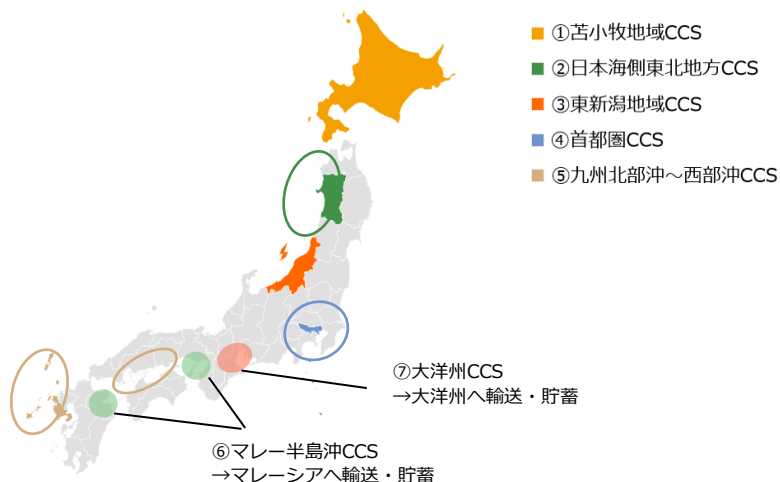 ①苫小牧地域CCS
②日本海側東北地方CCS
③東新潟地域CCS
④首都圏CCS
⑤九州北部沖～西部沖CCS
⑦大洋州CCS
→大洋州へ輸送・貯蓄
⑥マレー半島沖CCS
→マレーシアへ輸送・貯蓄